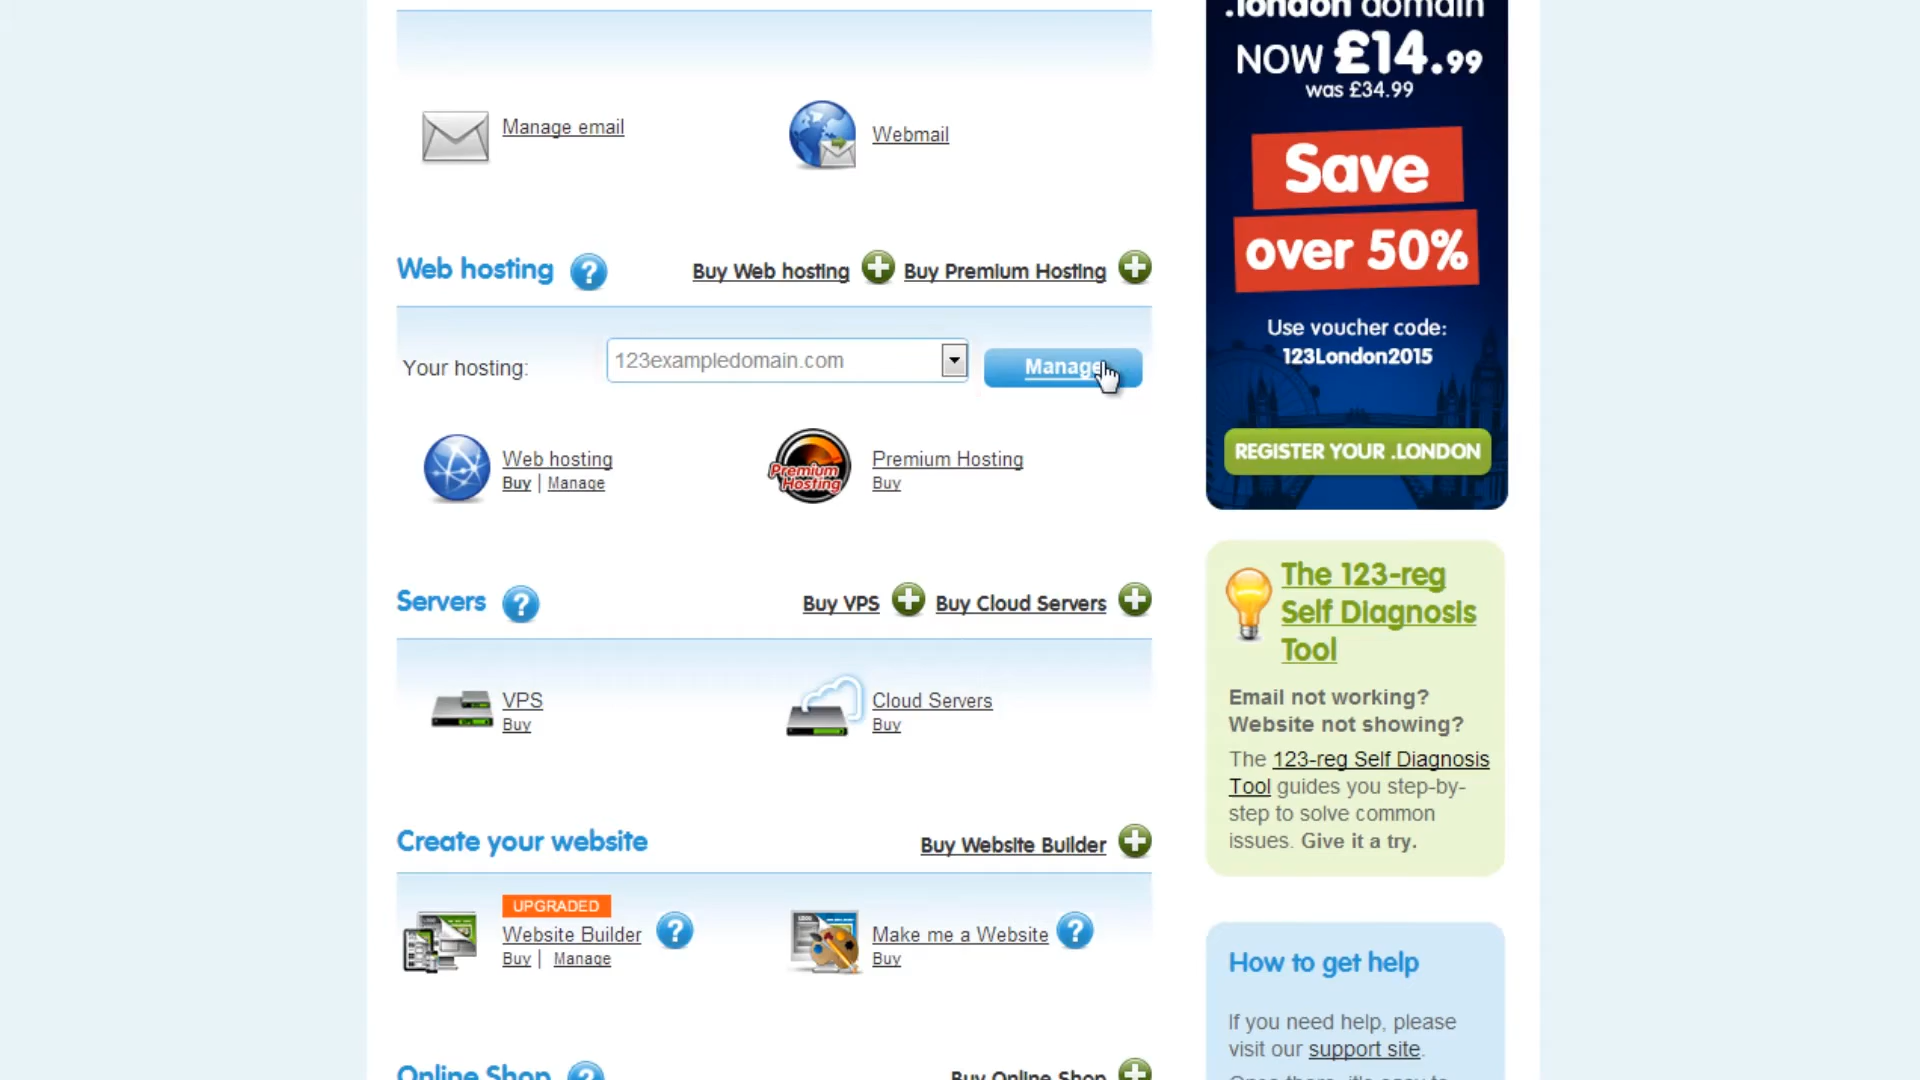 Manage email
Webmail
Web hosting ?
Buy Web hosting
Buy Premium Hosting
Your hosting:
123exampledomain.com
Manage
Web hosting
Buy | Manage
Premium Hosting
Premium Hosting
Buy
Servers ?
Buy VPS
Buy Cloud Servers
VPS
Buy
Cloud Servers
Buy
Create your website
Buy Website Builder
UPGRADED
Website Builder ?
Buy | Manage
Make me a Website ?
Buy
Online Shop ?
Buy Online Shop
.london domain
NOW £14.99
was £34.99
Save
over 50%
Use voucher code:
123London2015
REGISTER YOUR .LONDON
The 123-reg
Self Diagnosis
Tool
Email not working?
Website not showing?
The 123-reg Self Diagnosis
Tool guides you step-by-
step to solve common
issues. Give it a try.
How to get help
If you need help, please
visit our support site.